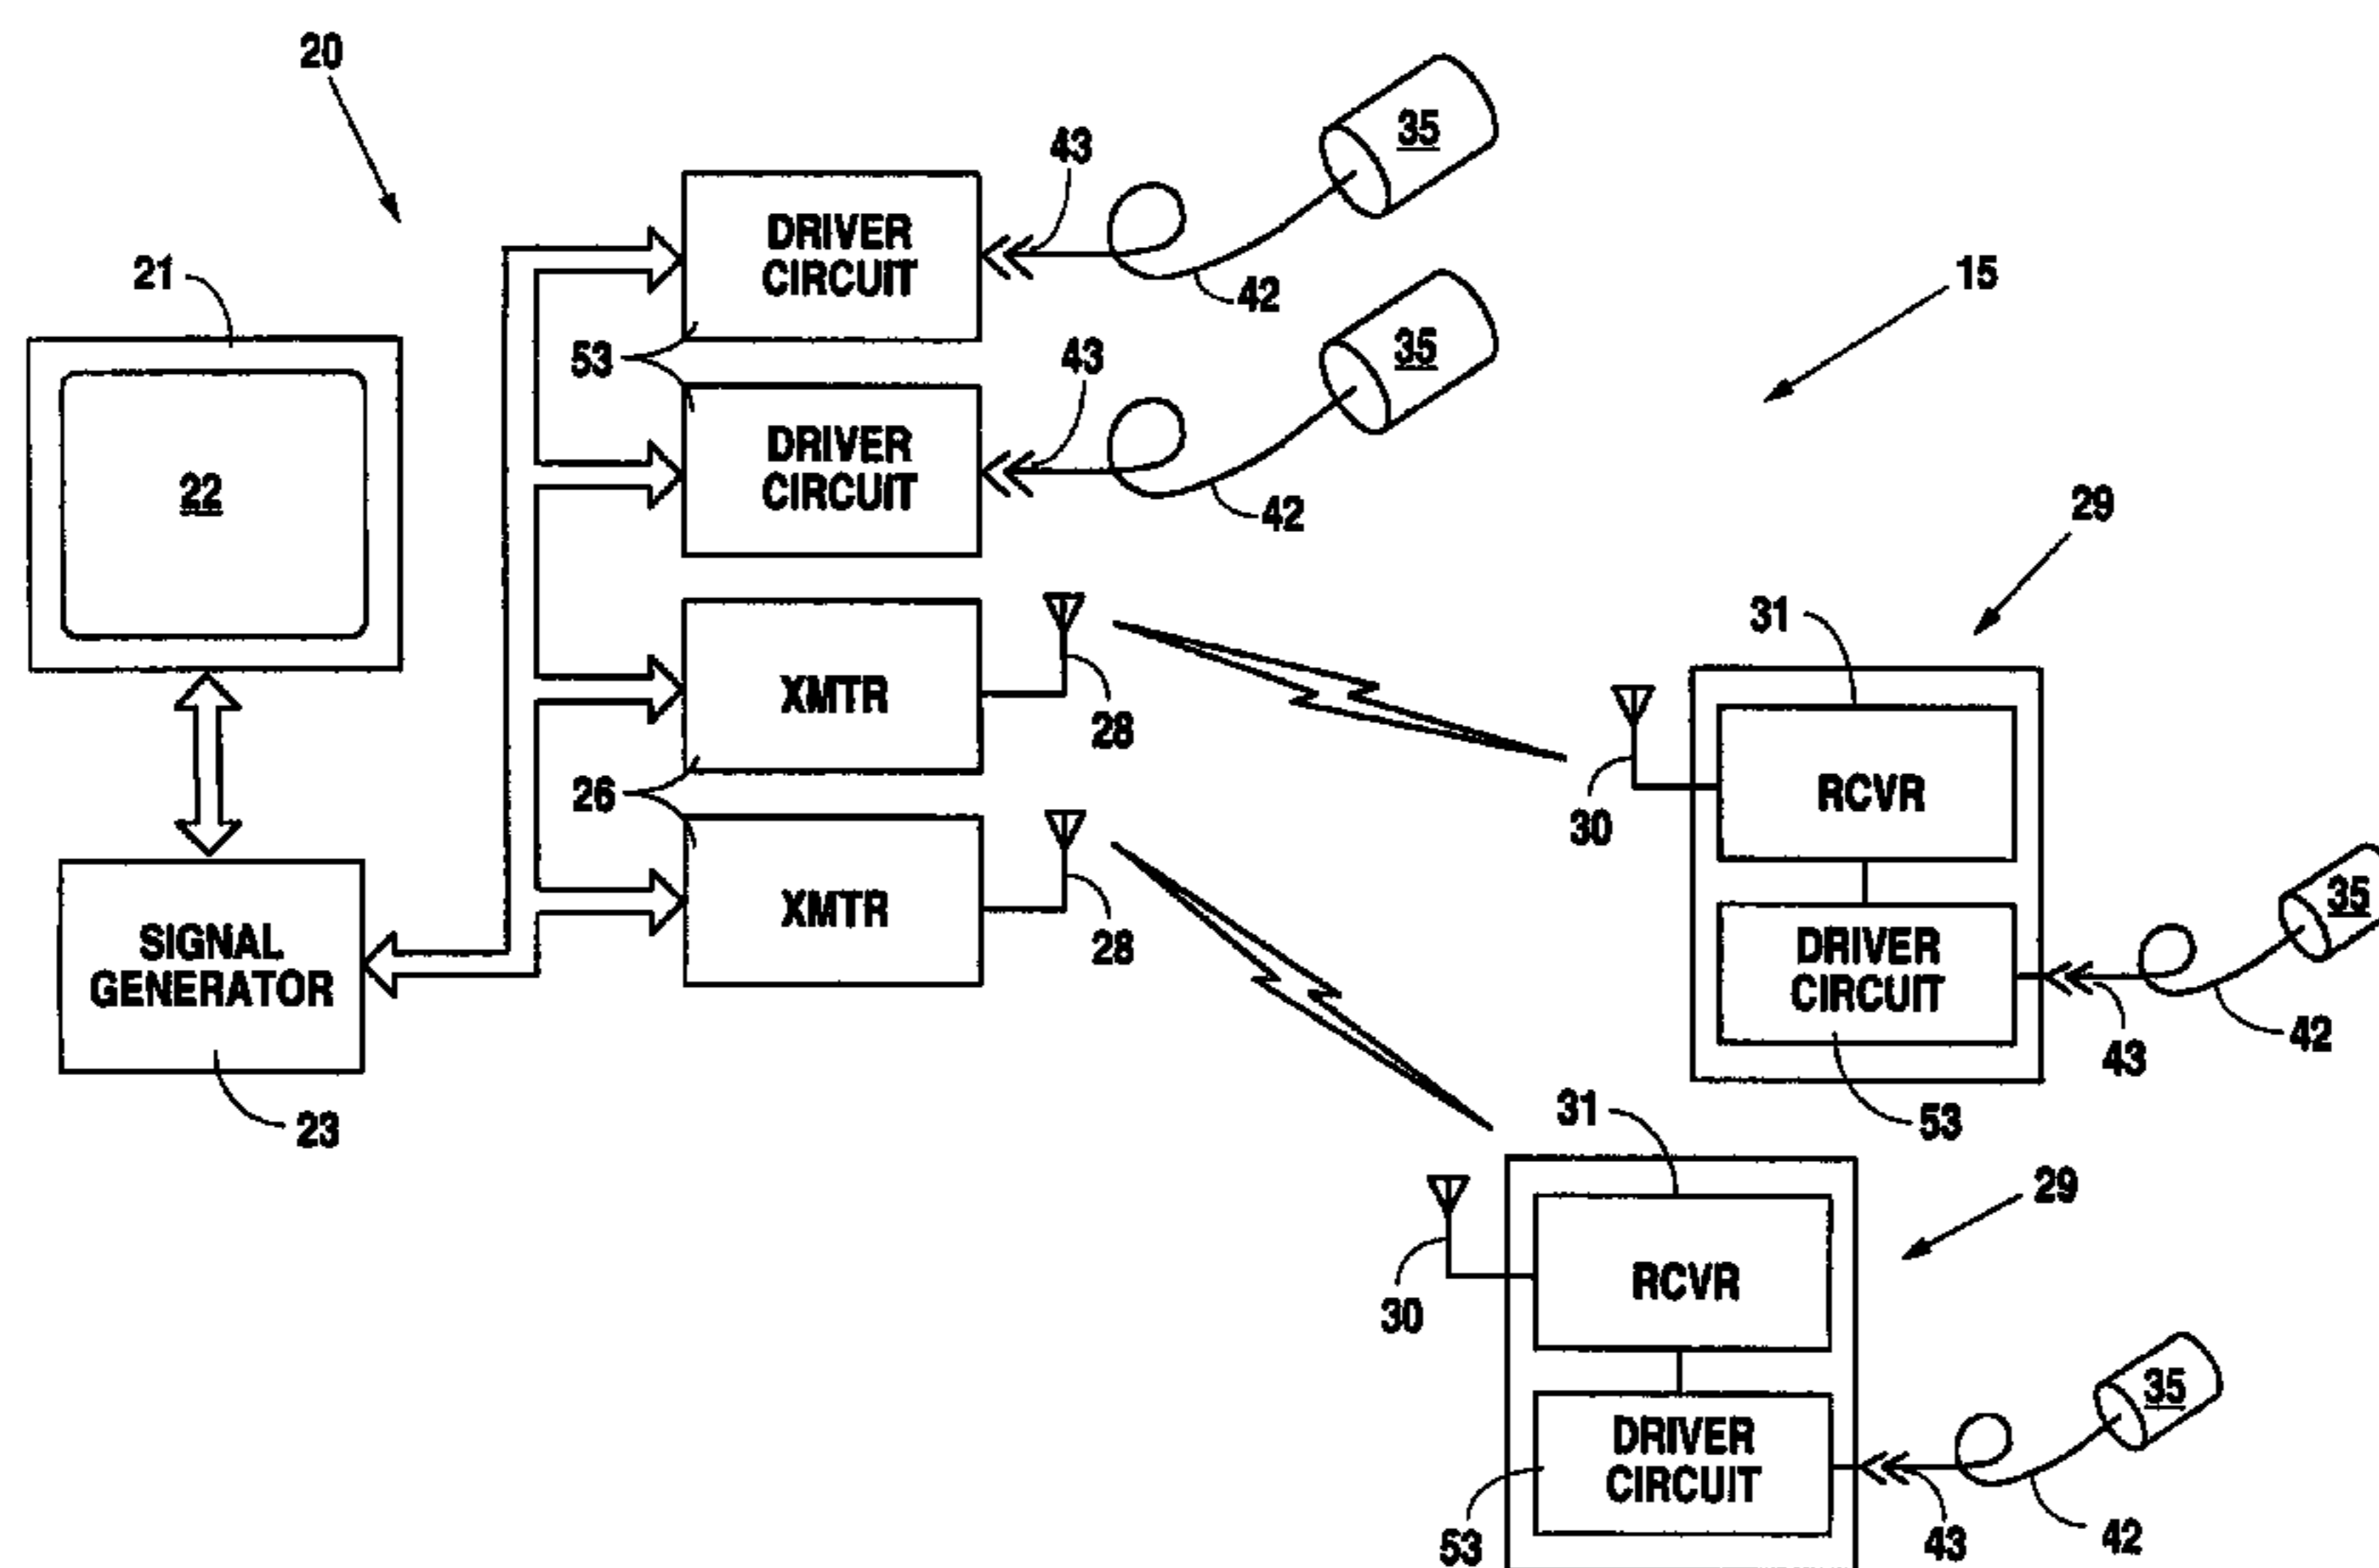 20
21
22
SIGNAL
GENERATOR
23
DRIVER
CIRCUIT
43
42
35
53
DRIVER
CIRCUIT
43
42
35
XMTR
28
26
XMTR
28
15
29
31
30
RCVR
DRIVER
CIRCUIT
53
43
42
35
29
31
30
RCVR
DRIVER
CIRCUIT
53
43
42
35